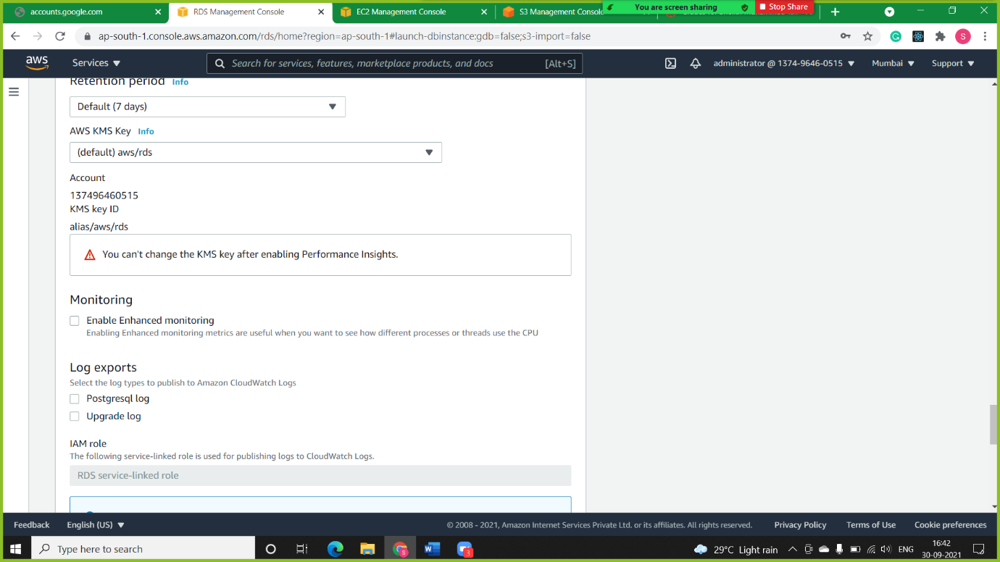 accounts.google.com
RDS Management Console
EC2 Management Console
S3 Management Console
You are screen sharing
Stop Share
ap-south-1.console.aws.amazon.com/rds/home?region=ap-south-1#launch-dbinstance:gdb=false;s3-import=false
S
aws
Services
Search for services, features, marketplace products, and docs
[Alt+S]
administrator @ 1374-9646-0515
Mumbai
Support
Retention period Info
Default (7 days)
AWS KMS Key Info
(default) aws/rds
Account
137496460515
KMS key ID
alias/aws/rds
You can't change the KMS key after enabling Performance Insights.
Monitoring
Enable Enhanced monitoring
Enabling Enhanced monitoring metrics are useful when you want to see how different processes or threads use the CPU
Log exports
Select the log types to publish to Amazon CloudWatch Logs
Postgresql log
Upgrade log
IAM role
The following service-linked role is used for publishing logs to CloudWatch Logs.
RDS service-linked role
Feedback
English (US)
© 2008 - 2021, Amazon Internet Services Private Ltd. or its affiliates. All rights reserved.
Privacy Policy
Terms of Use
Cookie preferences
Type here to search
29°C Light rain
ENG
16:42
30-09-2021